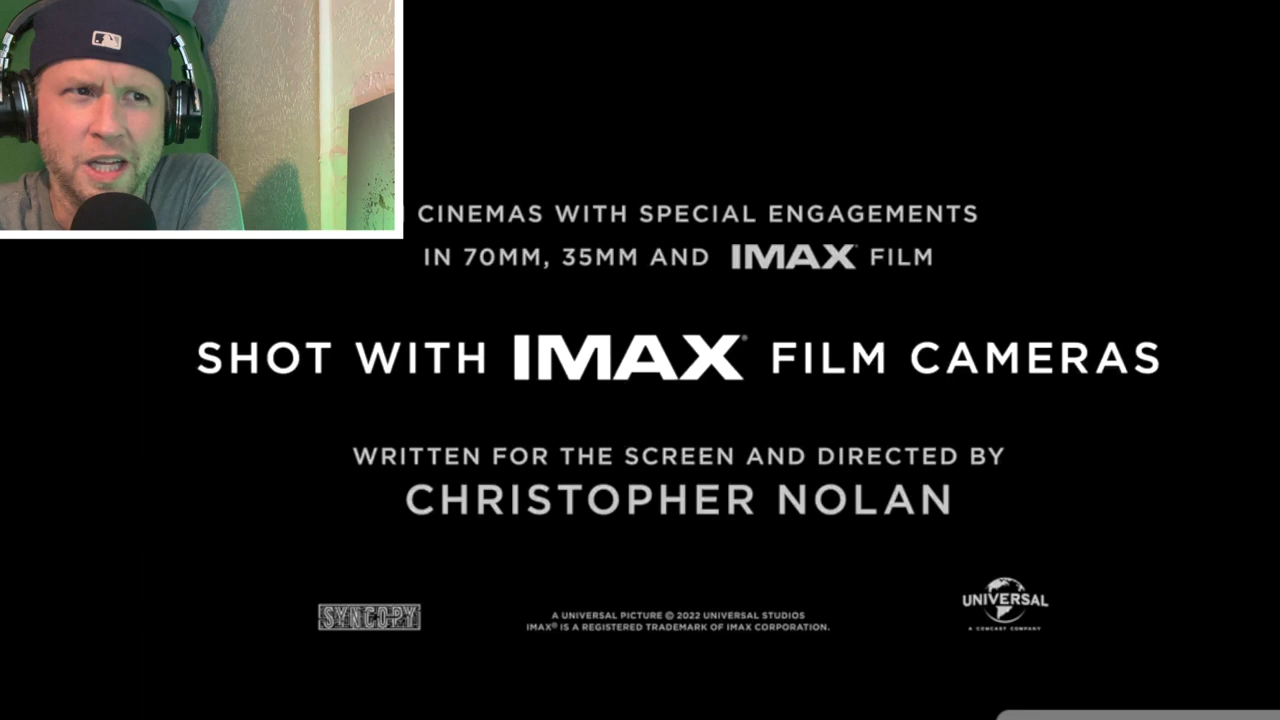 CINEMAS WITH SPECIAL ENGAGEMENTS
IN 70MM, 35MM AND IMAX® FILM
SHOT WITH IMAX® FILM CAMERAS
WRITTEN FOR THE SCREEN AND DIRECTED BY
CHRISTOPHER NOLAN
SYNCOPY
A UNIVERSAL PICTURE © 2022 UNIVERSAL STUDIOS
IMAX® IS A REGISTERED TRADEMARK OF IMAX CORPORATION.
UNIVERSAL
A COMCAST COMPANY